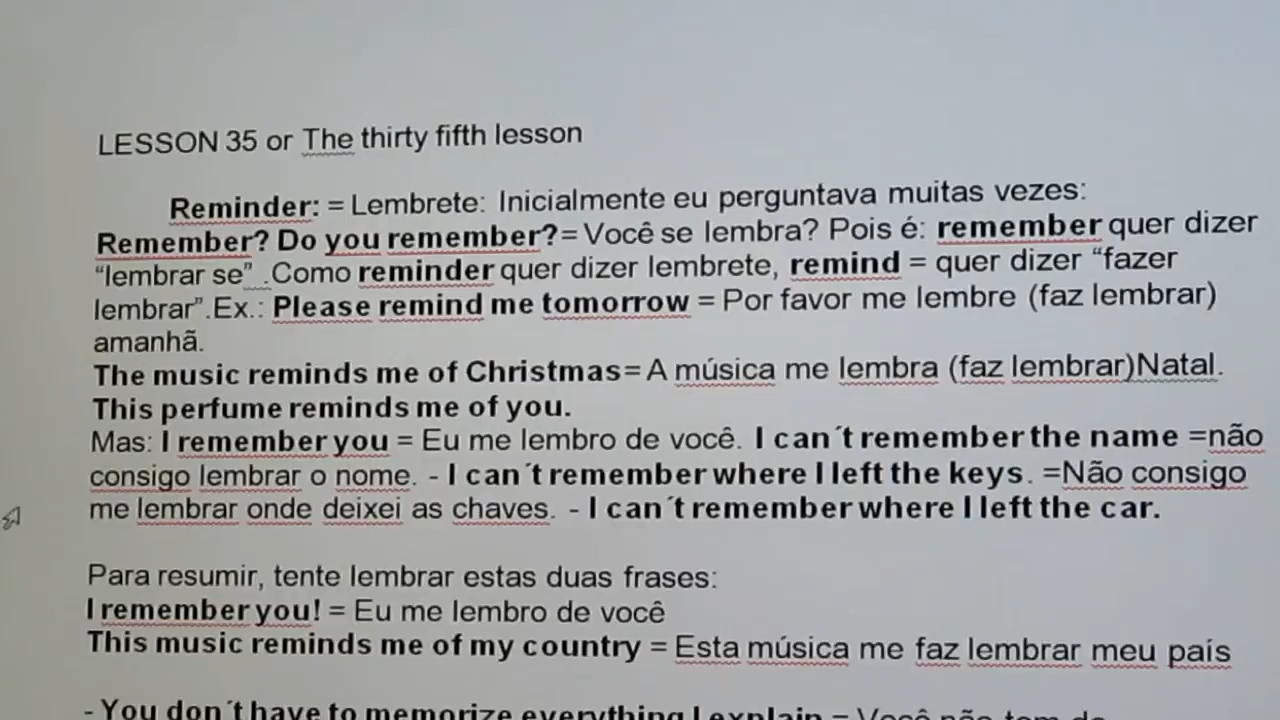 LESSON 35 or The thirty fifth lesson
Reminder: = Lembrete: Inicialmente eu perguntava muitas vezes:
Remember? Do you remember?= Você se lembra? Pois é: remember quer dizer
“lembrar se” .Como reminder quer dizer lembrete, remind = quer dizer “fazer
lembrar”.Ex.: Please remind me tomorrow = Por favor me lembre (faz lembrar)
amanhã.
The music reminds me of Christmas= A música me lembra (faz lembrar)Natal.
This perfume reminds me of you.
Mas: I remember you = Eu me lembro de você. I can´t remember the name =não
consigo lembrar o nome. - I can´t remember where I left the keys. =Não consigo
me lembrar onde deixei as chaves. - I can´t remember where I left the car.
Para resumir, tente lembrar estas duas frases:
I remember you! = Eu me lembro de você
This music reminds me of my country = Esta música me faz lembrar meu país
- You don´t have to memorize everything I explain = Você não tem de